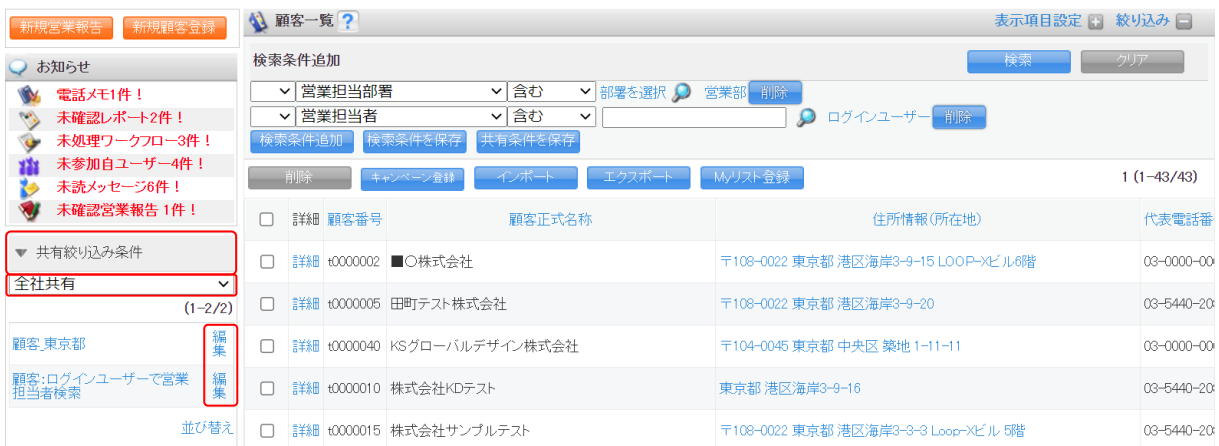 新規営業報告 新規顧客登録
お知らせ
電話メモ1件！
未確認レポート2件！
未処理ワークフロー3件！
未参加自ユーザー4件！
未読メッセージ6件！
未確認営業報告 1件！
共有絞り込み条件
全社共有
(1-2/2)
顧客_東京都 編集
顧客:ログインユーザーで営業担当者検索 編集
並び替え
顧客一覧 ? 表示項目設定 絞り込み
検索条件追加 検索 クリア
営業担当部署 含む 部署を選択 営業部 削除
営業担当者 含む ログインユーザー 削除
検索条件追加 検索条件を保存 共有条件を保存
削除 キャンペーン登録 インポート エクスポート Myリスト登録 1 (1-43/43)
詳細 顧客番号 顧客正式名称 住所情報(所在地) 代表電話番
詳細 t0000002 ■○株式会社 〒108-0022 東京都 港区海岸3-9-15 LOOP-Xビル6階 03-0000-00
詳細 t0000005 田町テスト株式会社 〒108-0022 東京都 港区海岸3-9-20 03-5440-20
詳細 t0000040 KSグローバルデザイン株式会社 〒104-0045 東京都 中央区 築地 1-11-11 03-0000-00
詳細 t0000010 株式会社KDテスト 東京都 港区海岸3-9-16 03-5440-20
詳細 t0000015 株式会社サンプルテスト 〒108-0022 東京都 港区海岸3-3-3 Loop-Xビル 5階 03-5440-20